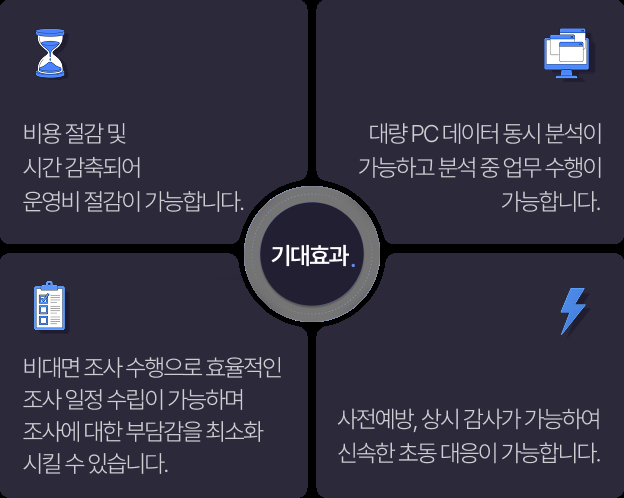 비용 절감 및
시간 감축되어
운영비 절감이 가능합니다.
대량 PC 데이터 동시 분석이
가능하고 분석 중 업무 수행이
가능합니다.
기대효과.
비대면 조사 수행으로 효율적인
조사 일정 수립이 가능하며
조사에 대한 부담감을 최소화
시킬 수 있습니다.
사전예방, 상시 감사가 가능하여
신속한 초동 대응이 가능합니다.